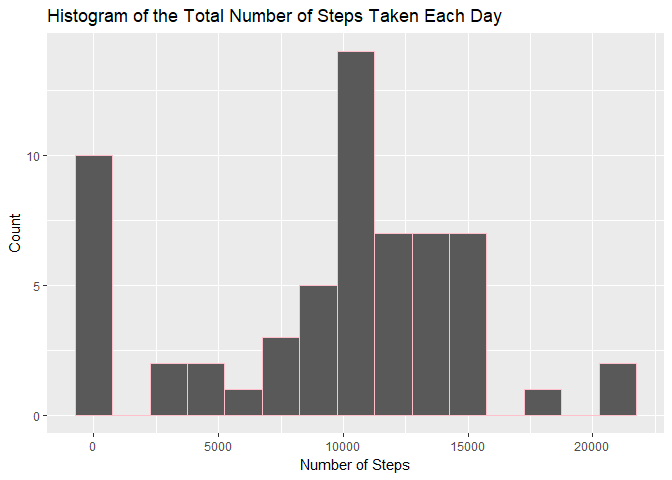 Histogram of the Total Number of Steps Taken Each Day
10
5
0
Count
0 5000 10000 15000 20000
Number of Steps